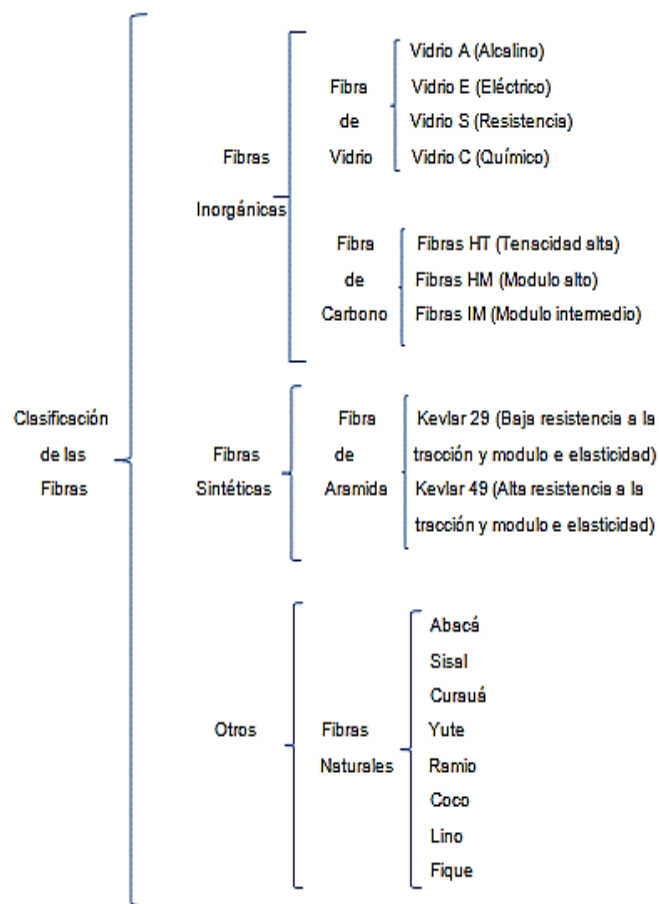 Clasificación
de las
Fibras
Fibras
Inorgánicas
Fibra
de
Vidrio
Vidrio A (Alcalino)
Vidrio E (Eléctrico)
Vidrio S (Resistencia)
Vidrio C (Químico)
Fibra
de
Carbono
Fibras HT (Tenacidad alta)
Fibras HM (Modulo alto)
Fibras IM (Modulo intermedio)
Fibras
Sintéticas
Fibra
de
Aramida
Kevlar 29 (Baja resistencia a la
tracción y modulo e elasticidad)
Kevlar 49 (Alta resistencia a la
tracción y modulo e elasticidad)
Otros
Fibras
Naturales
Abacá
Sisal
Curauá
Yute
Ramio
Coco
Lino
Fique